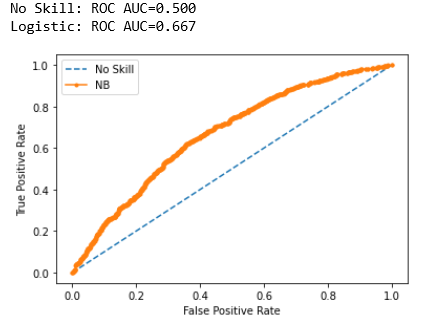 No Skill: ROC AUC=0.500
Logistic: ROC AUC=0.667
No Skill
NB
True Positive Rate
1.0
0.8
0.6
0.4
0.2
0.0
0.0 0.2 0.4 0.6 0.8 1.0
False Positive Rate